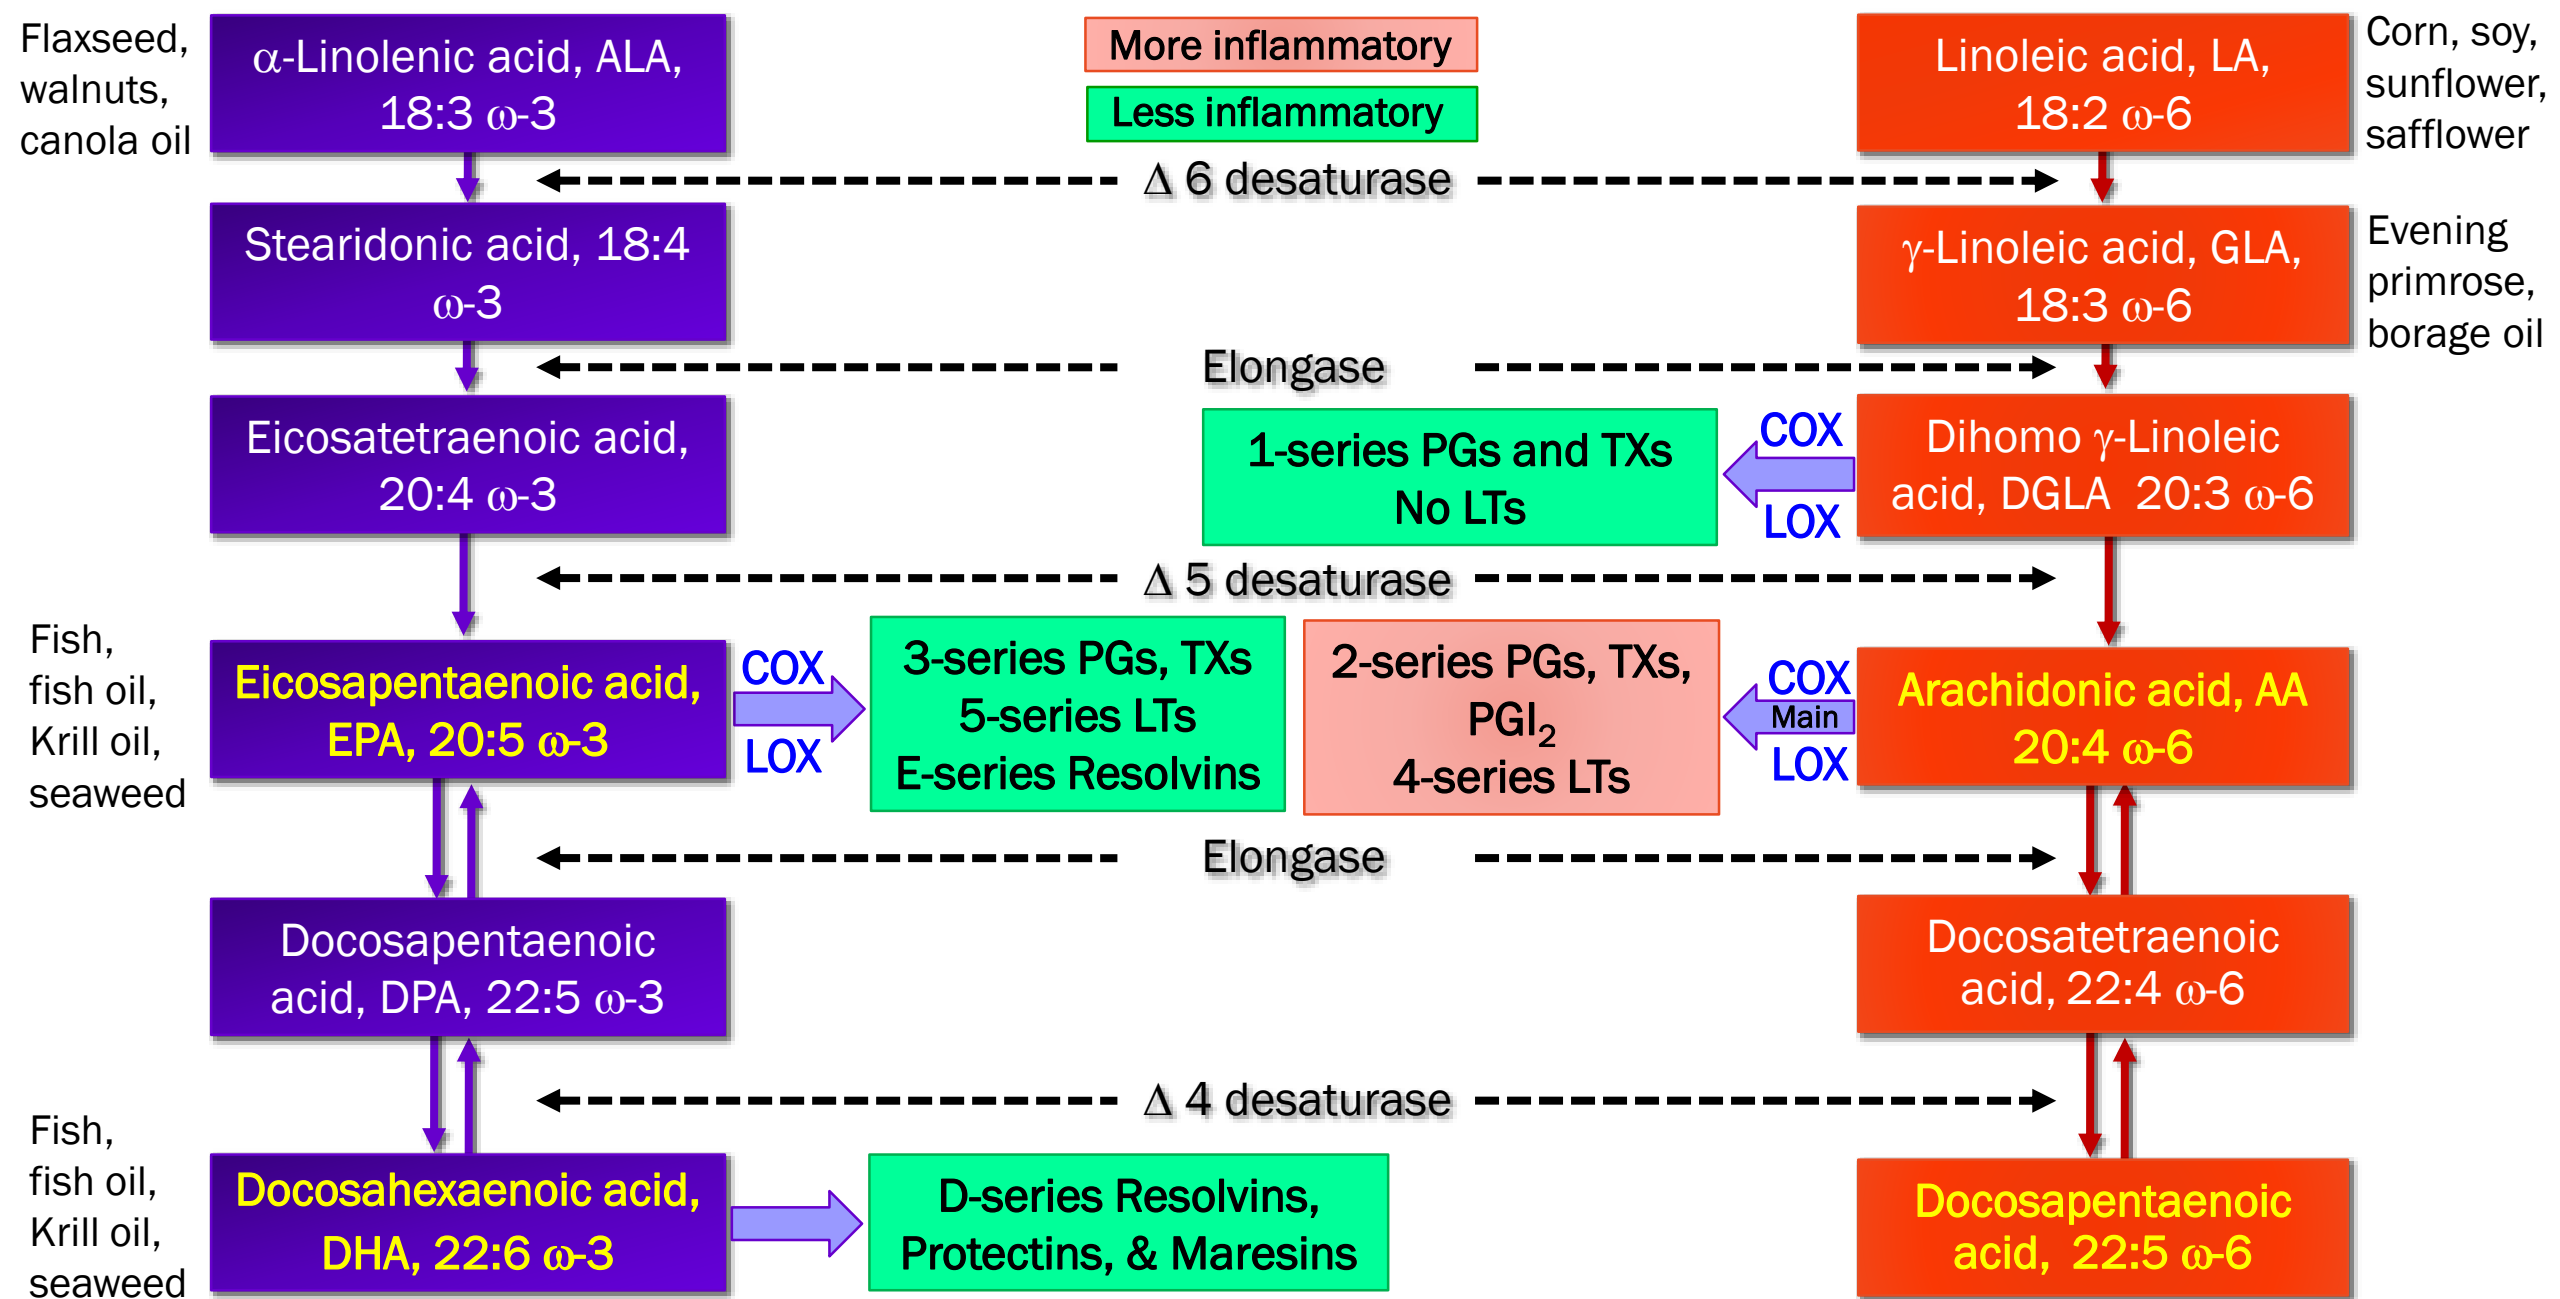 Flaxseed,
walnuts,
canola oil
α-Linolenic acid, ALA,
18:3 ω-3
More inflammatory
Less inflammatory
Linoleic acid, LA,
18:2 ω-6
Corn, soy,
sunflower,
safflower
Δ 6 desaturase
Stearidonic acid, 18:4
ω-3
γ-Linoleic acid, GLA,
18:3 ω-6
Evening
primrose,
borage oil
Elongase
Eicosatetraenoic acid,
20:4 ω-3
1-series PGs and TXs
No LTs
COX
LOX
Dihomo γ-Linoleic
acid, DGLA 20:3 ω-6
Δ 5 desaturase
Fish,
fish oil,
Krill oil,
seaweed
Eicosapentaenoic acid,
EPA, 20:5 ω-3
COX
LOX
3-series PGs, TXs
5-series LTs
E-series Resolvins
2-series PGs, TXs,
PGI₂
4-series LTs
COX
Main
LOX
Arachidonic acid, AA
20:4 ω-6
Elongase
Docosapentaenoic
acid, DPA, 22:5 ω-3
Docosatetraenoic
acid, 22:4 ω-6
Δ 4 desaturase
Fish,
fish oil,
Krill oil,
seaweed
Docosahexaenoic acid,
DHA, 22:6 ω-3
D-series Resolvins,
Protectins, & Maresins
Docosapentaenoic
acid, 22:5 ω-6